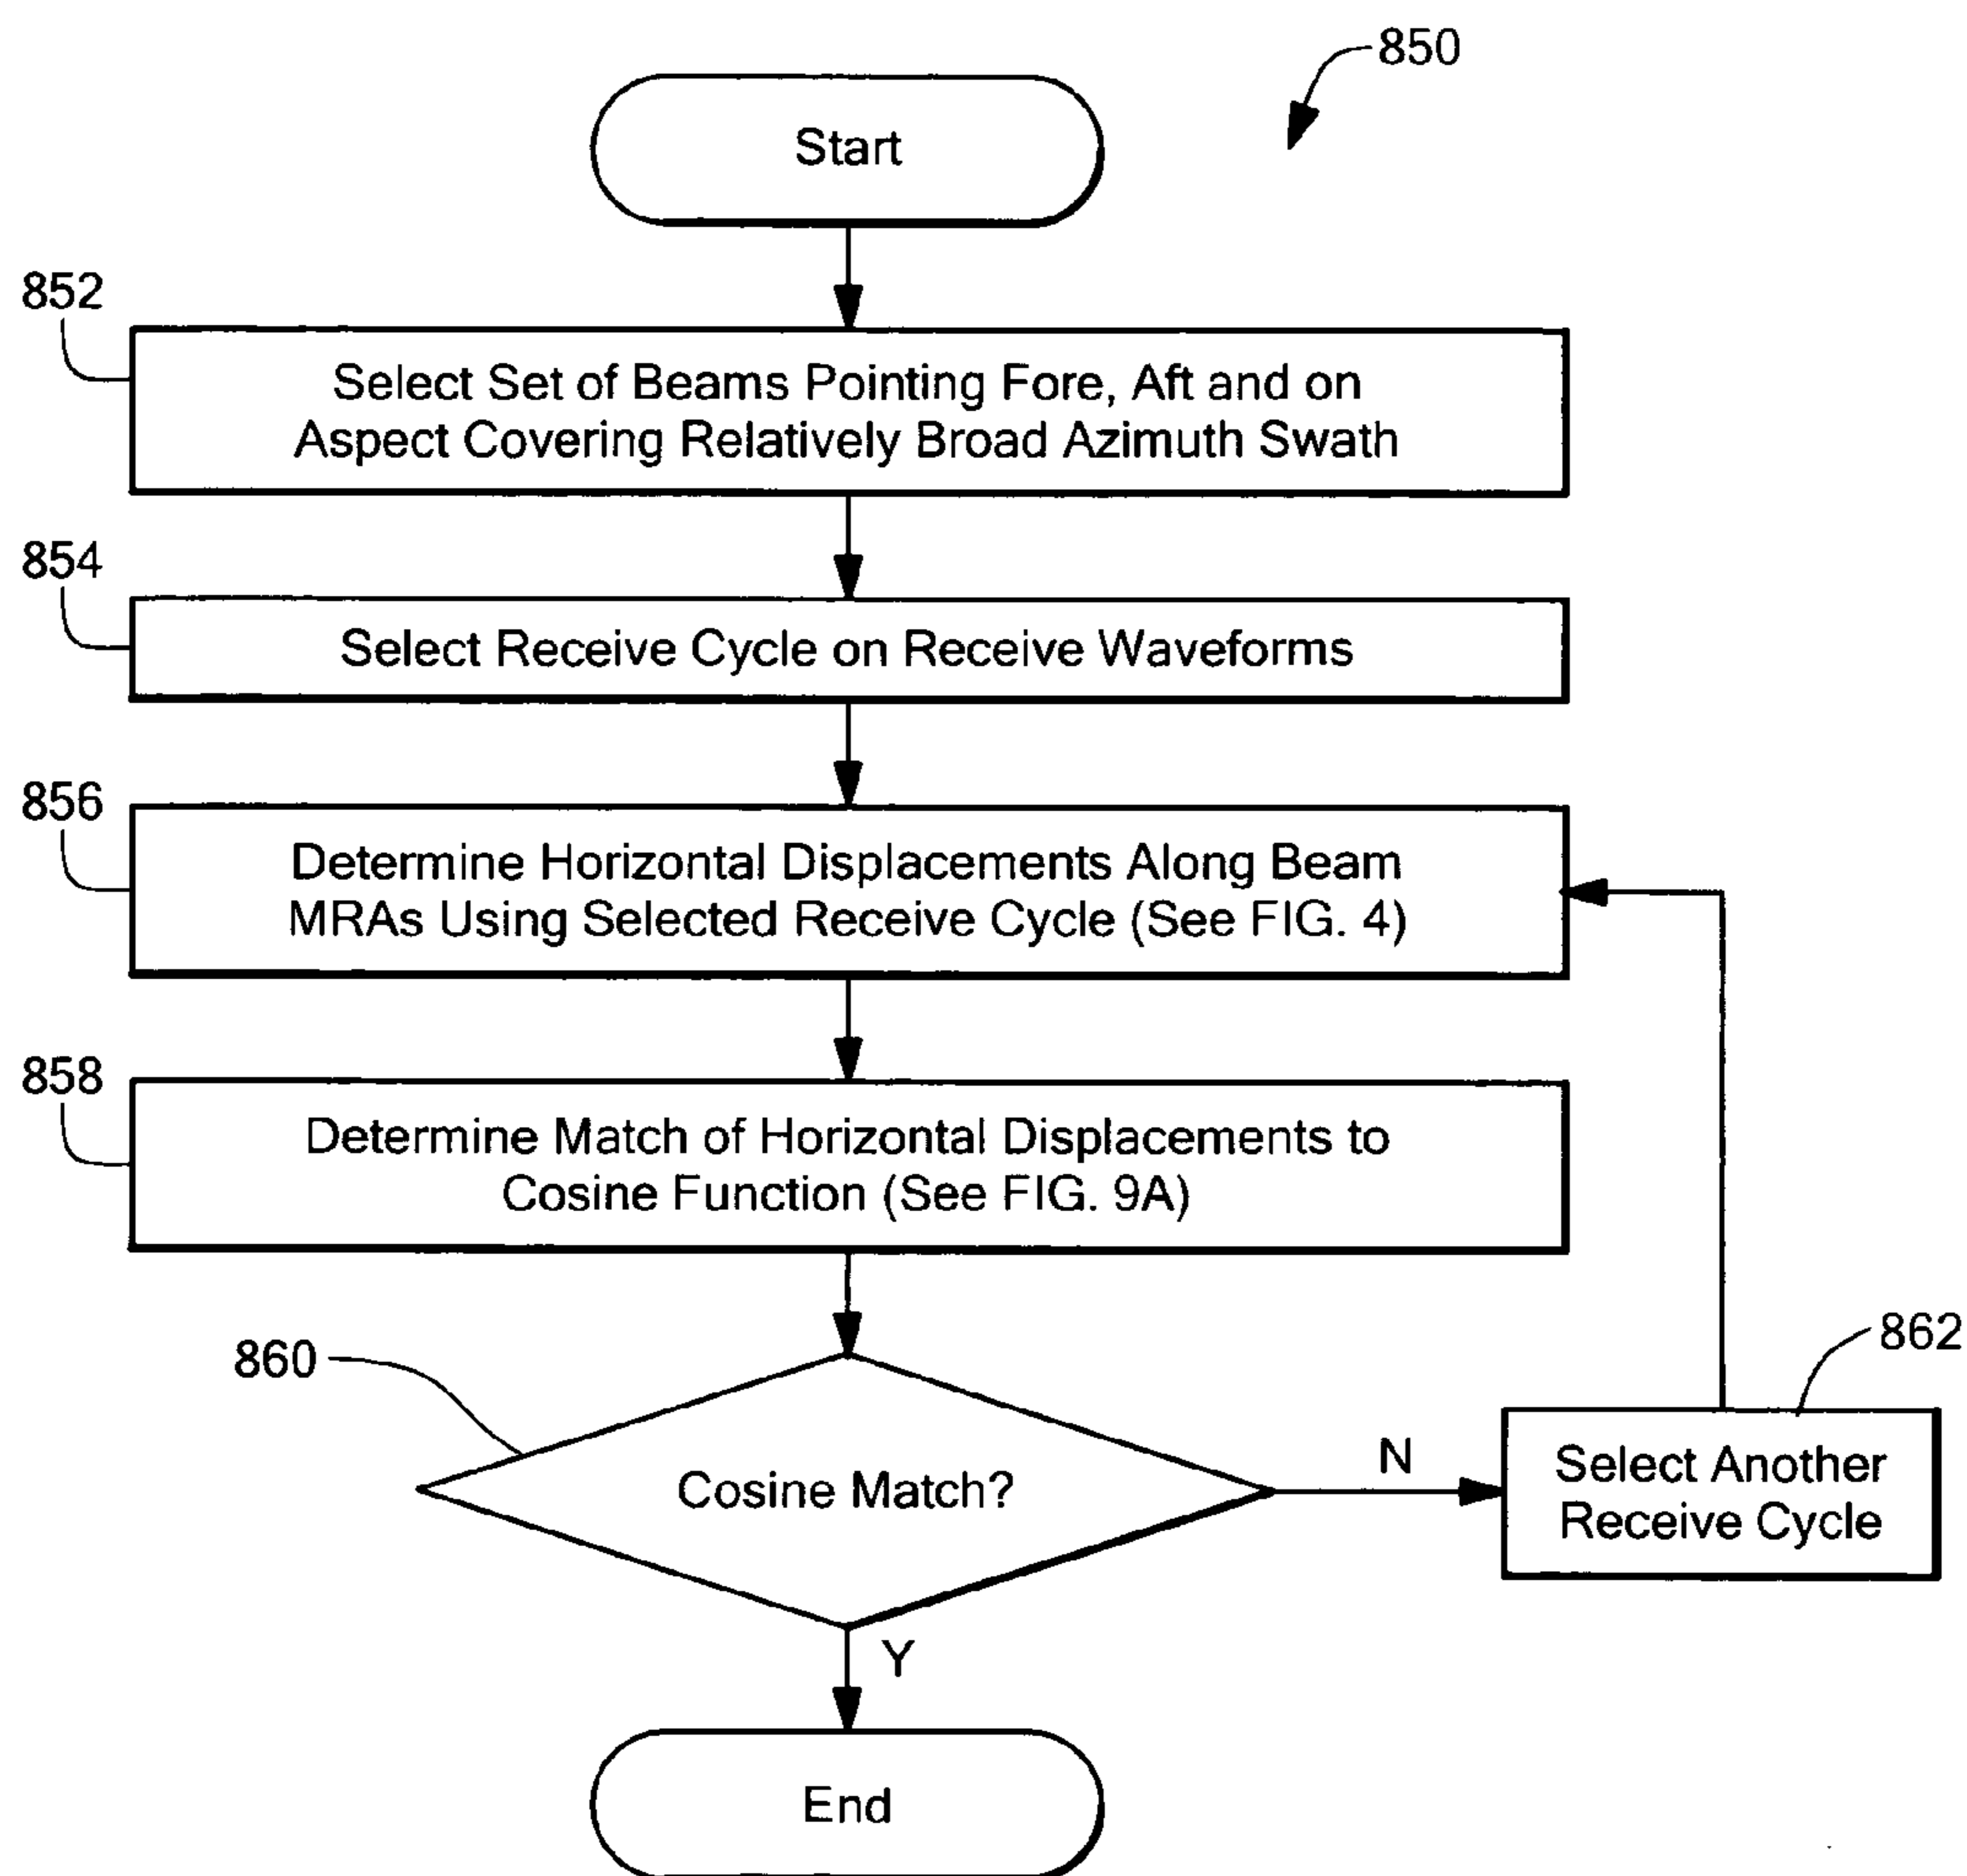 850
Start
852
Select Set of Beams Pointing Fore, Aft and on
Aspect Covering Relatively Broad Azimuth Swath
854
Select Receive Cycle on Receive Waveforms
856
Determine Horizontal Displacements Along Beam
MRAs Using Selected Receive Cycle (See FIG. 4)
858
Determine Match of Horizontal Displacements to
Cosine Function (See FIG. 9A)
860
Cosine Match?
N
862
Select Another
Receive Cycle
Y
End